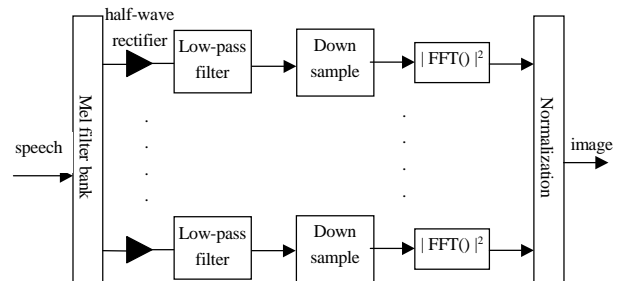 half-wave
rectifier
Low-pass
filter
Down
sample
| FFT() |²
speech
Mel filter bank
Normalization
image
Low-pass
filter
Down
sample
| FFT() |²